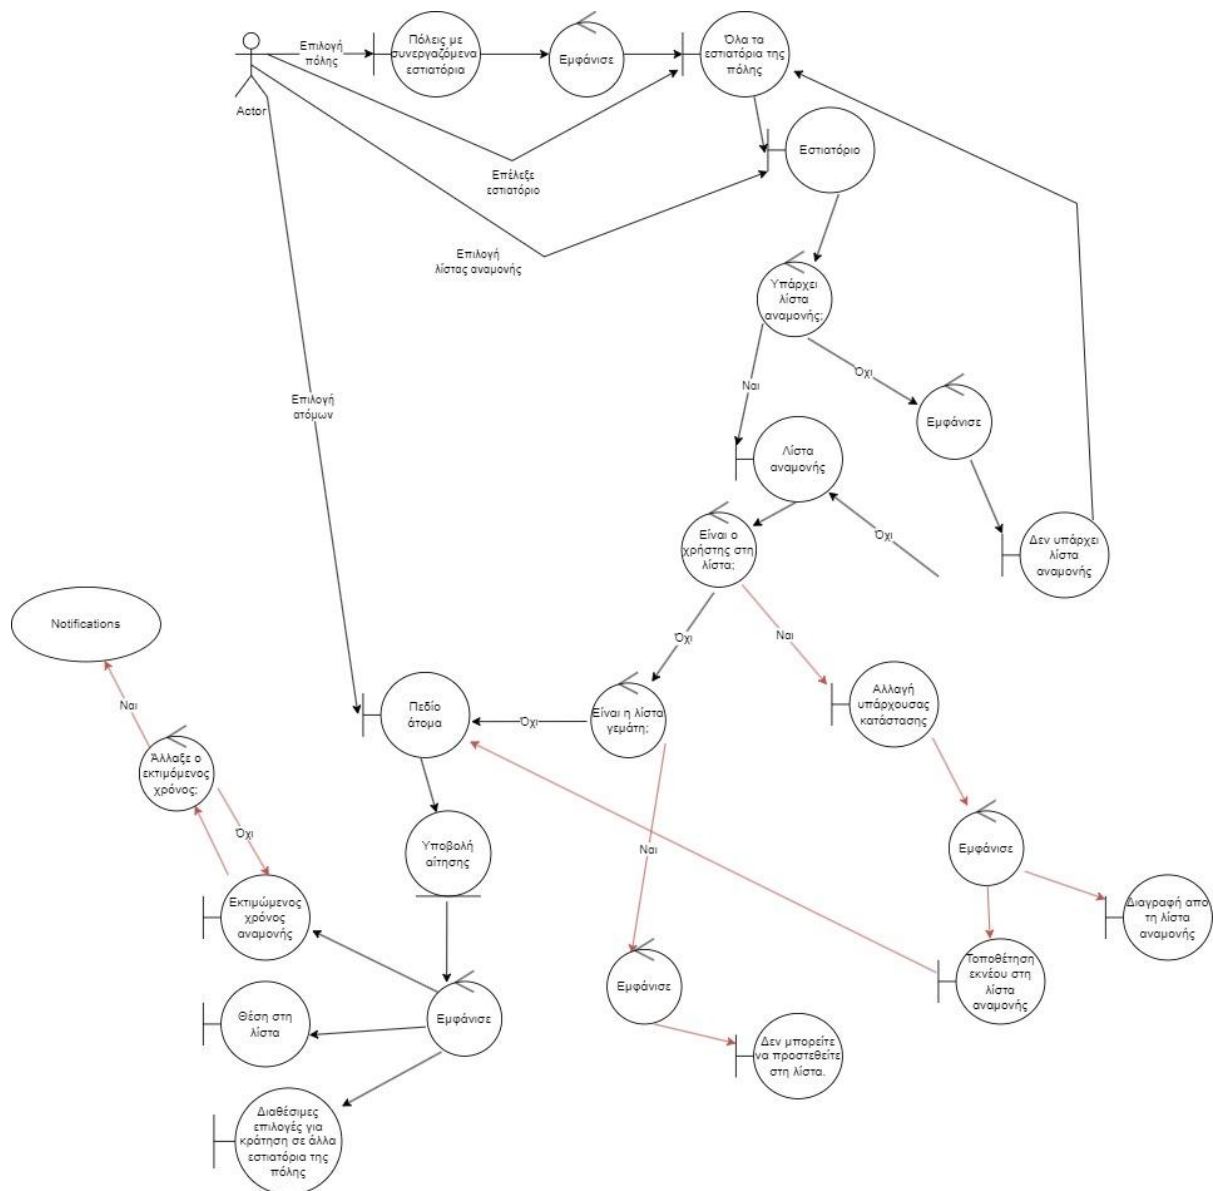 Επιλογή
πόλης
Πόλεις με
συνεργαζόμενα
εστιατόρια
Εμφάνισε
Όλα τα
εστιατόρια της
πόλης
Actor
Εστιατόριο
Επέλεξε
εστιατόριο
Επιλογή
λίστας αναμονής
Υπάρχει
λίστα
αναμονής;
Ναι
Όχι
Επιλογή
ατόμων
Εμφάνισε
Λίστα
αναμονής
Όχι
Είναι ο
χρήστης στη
λίστα;
Δεν υπάρχει
λίστα
αναμονής
Notifications
Όχι
Ναι
Ναι
Πεδίο
άτομα
Όχι
Είναι η λίστα
γεμάτη;
Αλλαγή
υπάρχουσας
κατάστασης
Άλλαξε ο
εκτιμόμενος
χρόνος;
Όχι
Υποβολή
αίτησης
Ναι
Εμφάνισε
Εκτιμώμενος
χρόνος
αναμονής
Διαγραφή απο
τη λίστα
αναμονής
Τοποθέτηση
εκνέου στη
λίστα
αναμονής
Εμφάνισε
Θέση στη
λίστα
Εμφάνισε
Δεν μπορείτε
να προστεθείτε
στη λίστα.
Διαθέσιμες
επιλογές για
κράτηση σε άλλα
εστιατόρια της
πόλης